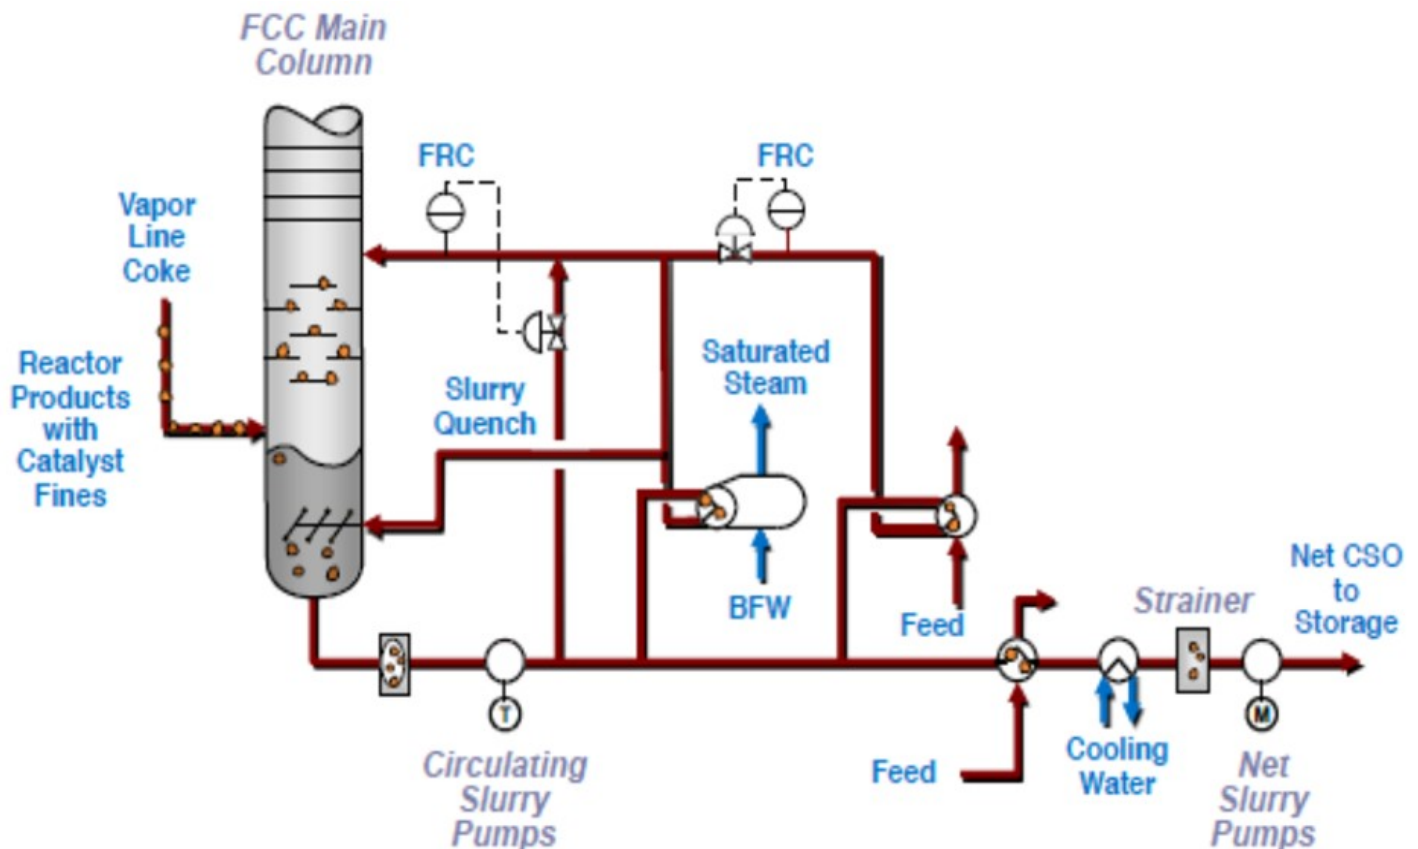 FCC Main
Column
FRC
FRC
Vapor
Line
Coke
Reactor
Products
with
Catalyst
Fines
Slurry
Quench
Saturated
Steam
BFW
Feed
Strainer
Net CSO
to
Storage
T
M
Circulating
Slurry
Pumps
Feed
Cooling
Water
Net
Slurry
Pumps